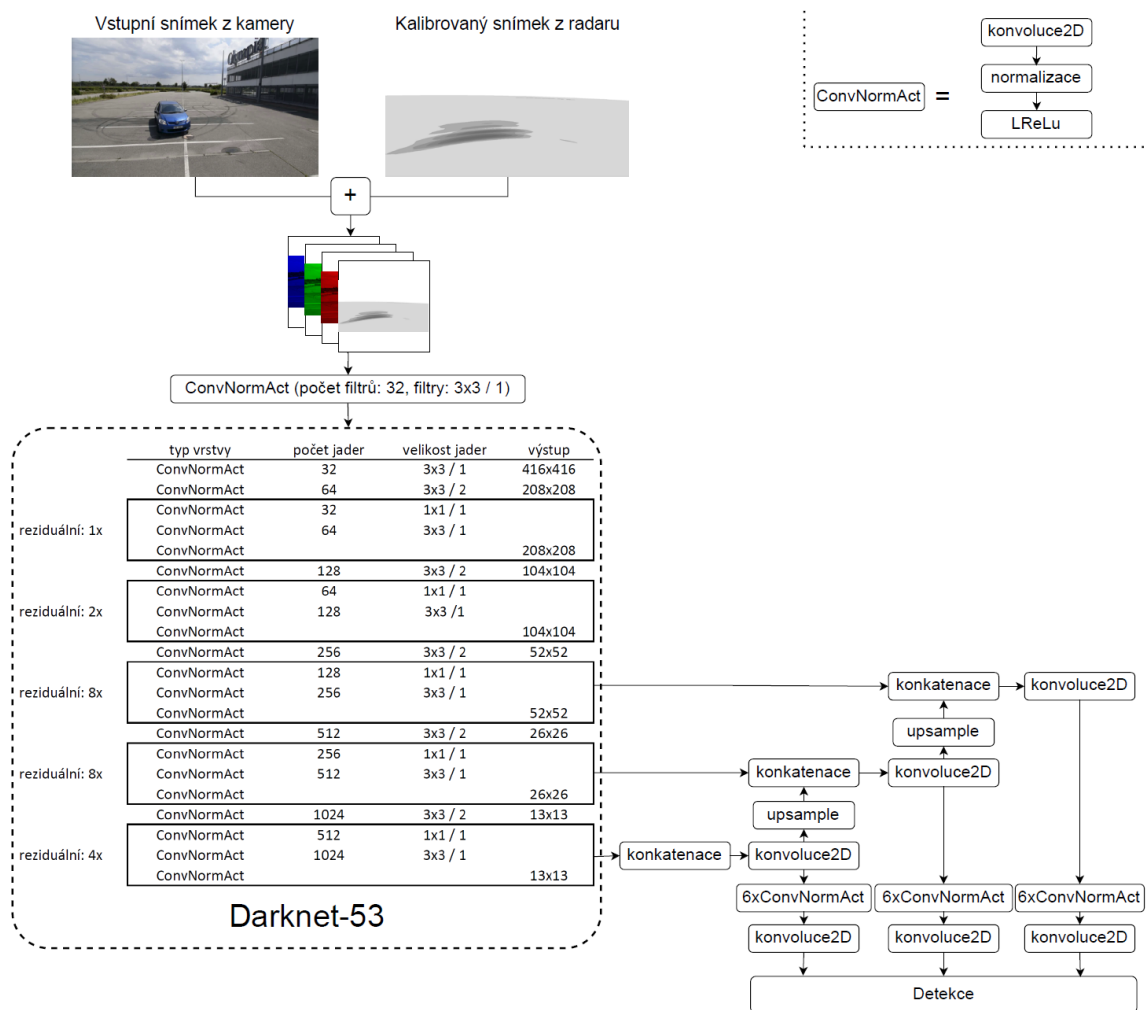 Vstupní snímek z kamery
Kalibrovaný snímek z radaru
Olympia
ConvNormAct
=
konvoluce2D
normalizace
LReLu
+
ConvNormAct (počet filtrů: 32, filtry: 3x3 / 1)
typ vrstvy počet jader velikost jader výstup
ConvNormAct 32 3x3 / 1 416x416
ConvNormAct 64 3x3 / 2 208x208
ConvNormAct 32 1x1 / 1
reziduální: 1x ConvNormAct 64 3x3 / 1
ConvNormAct 208x208
ConvNormAct 128 3x3 / 2 104x104
ConvNormAct 64 1x1 / 1
reziduální: 2x ConvNormAct 128 3x3 /1
ConvNormAct 104x104
ConvNormAct 256 3x3 / 2 52x52
ConvNormAct 128 1x1 / 1
reziduální: 8x ConvNormAct 256 3x3 / 1
ConvNormAct 52x52
ConvNormAct 512 3x3 / 2 26x26
ConvNormAct 256 1x1 / 1
reziduální: 8x ConvNormAct 512 3x3 / 1
ConvNormAct 26x26
ConvNormAct 1024 3x3 / 2 13x13
ConvNormAct 512 1x1 / 1
reziduální: 4x ConvNormAct 1024 3x3 / 1
ConvNormAct 13x13
Darknet-53
konkatenace konvoluce2D
upsample
konkatenace konvoluce2D
upsample
konkatenace konvoluce2D
6xConvNormAct 6xConvNormAct 6xConvNormAct
konvoluce2D konvoluce2D konvoluce2D
Detekce